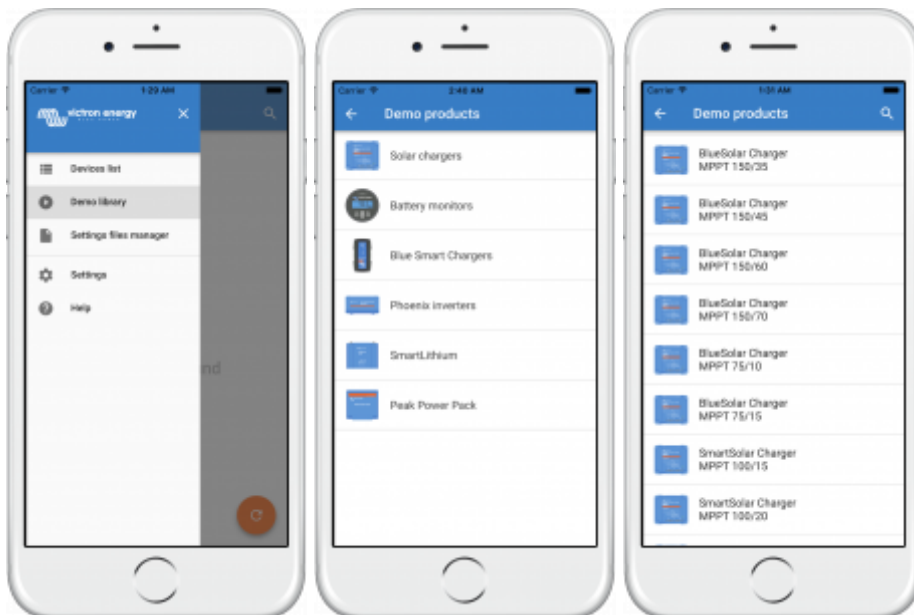 Carrier 1:29 AM
victron energy
Devices list
Demo library
Settings files manager
Settings
Help
nd
Carrier 2:48 AM
Demo products
Solar chargers
Battery monitors
Blue Smart Chargers
Phoenix inverters
SmartLithium
Peak Power Pack
Carrier 1:31 AM
Demo products
BlueSolar Charger
MPPT 150/35
BlueSolar Charger
MPPT 150/45
BlueSolar Charger
MPPT 150/60
BlueSolar Charger
MPPT 150/70
BlueSolar Charger
MPPT 75/10
BlueSolar Charger
MPPT 75/15
SmartSolar Charger
MPPT 100/15
SmartSolar Charger
MPPT 100/20